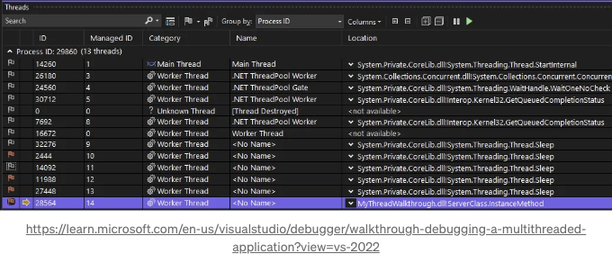 Threads
Search Group by: Process ID Columns
ID Managed ID Category Name Location
Process ID: 29860 (13 threads)
14260 1 Main Thread Main Thread System.Private.CoreLib.dll!System.Threading.Thread.StartInternal
26180 3 Worker Thread .NET ThreadPool Worker System.Collections.Concurrent.dll!System.Collections.Concurrent.Concurrent
24560 4 Worker Thread .NET ThreadPool Gate System.Private.CoreLib.dll!System.Threading.WaitHandle.WaitOneNoCheck
30712 5 Worker Thread .NET ThreadPool Worker System.Private.CoreLib.dll!Interop.Kernel32.GetQueuedCompletionStatus
0 0 Unknown Thread [Thread Destroyed] <not available>
7692 8 Worker Thread .NET ThreadPool Worker System.Private.CoreLib.dll!Interop.Kernel32.GetQueuedCompletionStatus
16672 0 Worker Thread Worker Thread <not available>
32276 9 Worker Thread <No Name> System.Private.CoreLib.dll!System.Threading.Thread.Sleep
2444 10 Worker Thread <No Name> System.Private.CoreLib.dll!System.Threading.Thread.Sleep
14092 11 Worker Thread <No Name> System.Private.CoreLib.dll!System.Threading.Thread.Sleep
11988 12 Worker Thread <No Name> System.Private.CoreLib.dll!System.Threading.Thread.Sleep
27448 13 Worker Thread <No Name> System.Private.CoreLib.dll!System.Threading.Thread.Sleep
28564 14 Worker Thread <No Name> MyThreadWalkthrough.dll!ServerClass.InstanceMethod
https://learn.microsoft.com/en-us/visualstudio/debugger/walkthrough-debugging-a-multithreaded-
application?view=vs-2022